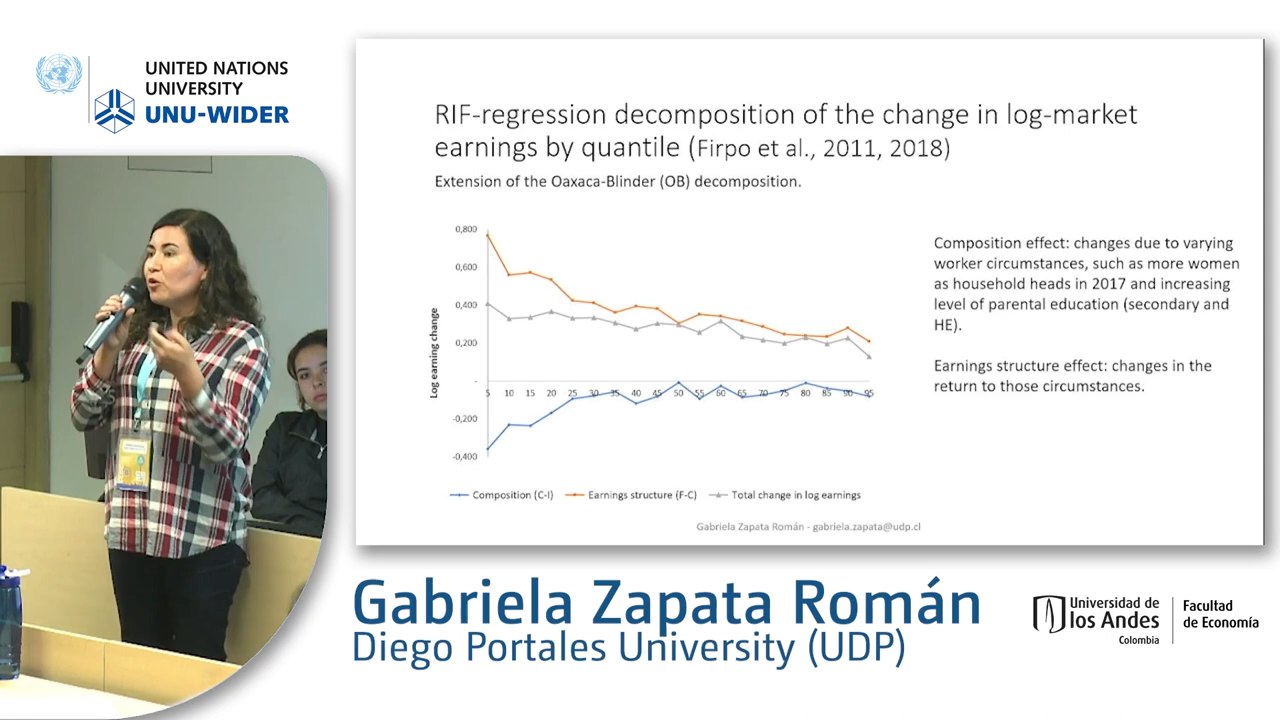 UNITED NATIONS
UNIVERSITY
UNU-WIDER
RIF-regression decomposition of the change in log-market
earnings by quantile (Firpo et al., 2011, 2018)
Extension of the Oaxaca-Blinder (OB) decomposition.
Log earning change
0,800
0,600
0,400
0,200
-
-0,200
-0,400
5 10 15 20 25 30 35 40 45 50 55 60 65 70 75 80 85 90 95
Composition (C-I) Earnings structure (F-C) Total change in log earnings
Composition effect: changes due to varying
worker circumstances, such as more women
as household heads in 2017 and increasing
level of parental education (secondary and
HE).
Earnings structure effect: changes in the
return to those circumstances.
Gabriela Zapata Román - gabriela.zapata@udp.cl
Gabriela Zapata Román
Diego Portales University (UDP)
Universidad de
los Andes
Colombia
Facultad
de Economía